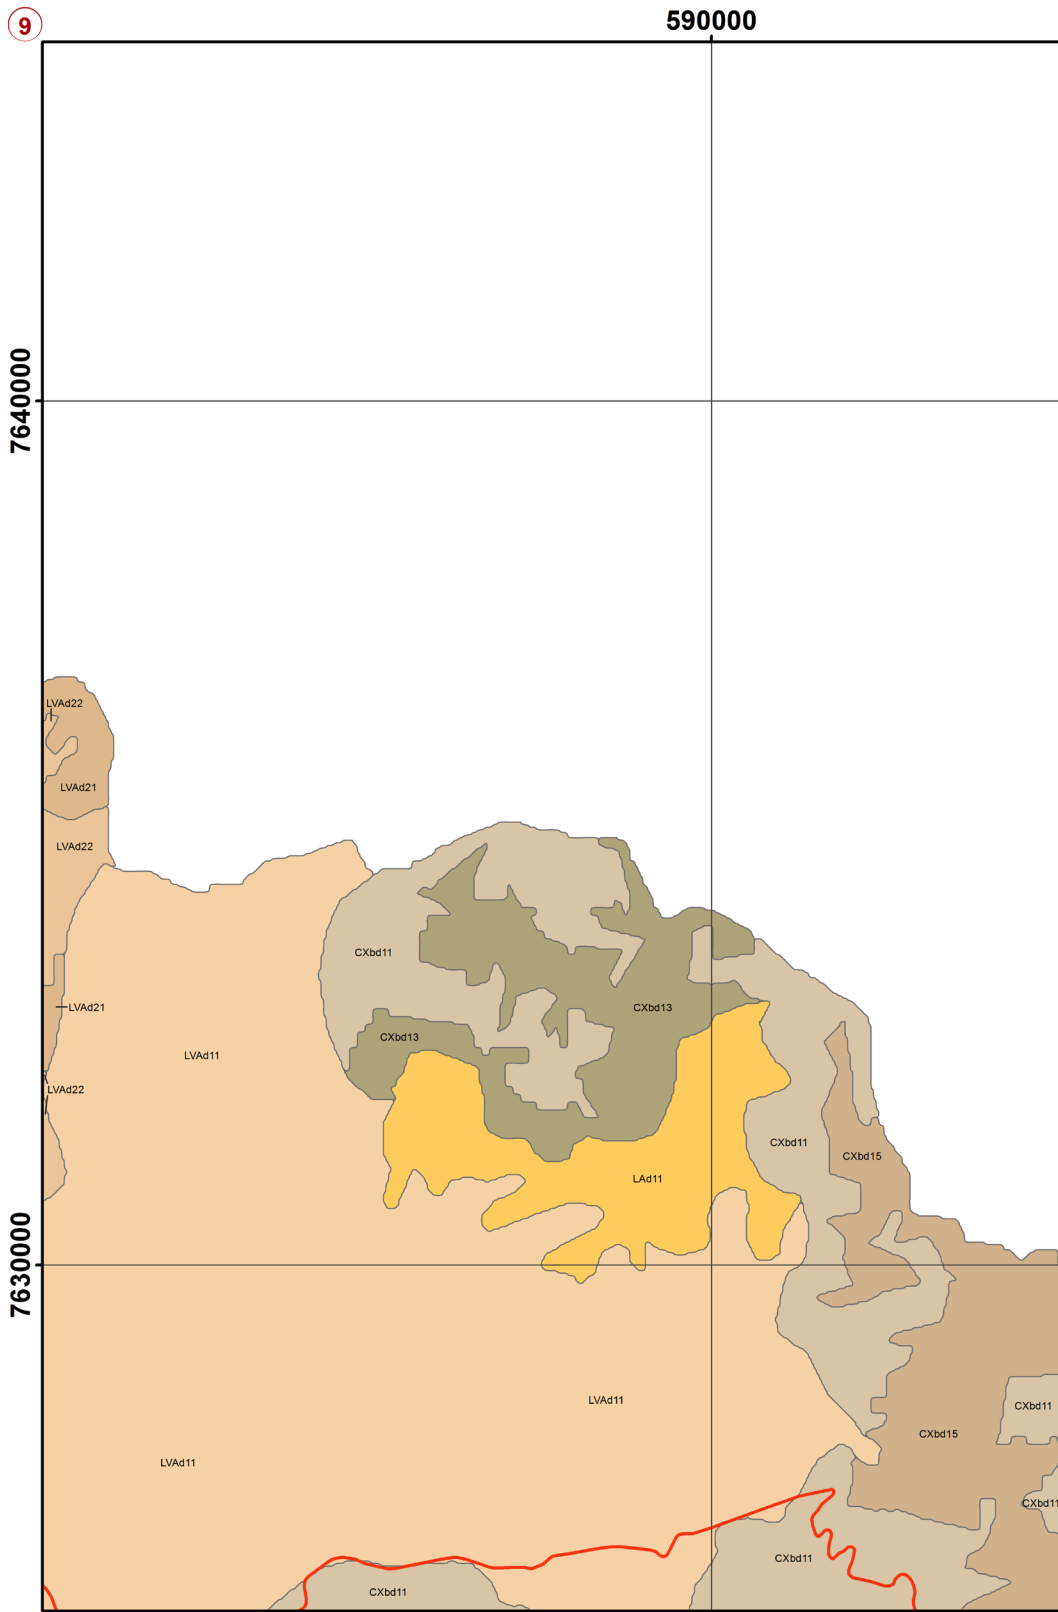 9
590000
7640000
LVAd22
LVAd21
LVAd22
CXbd11
LVAd21
CXbd13
CXbd13
LVAd11
LVAd22
CXbd11
CXbd15
LAd11
7630000
LVAd11
CXbd11
CXbd15
LVAd11
CXbd11
CXbd11
CXbd11